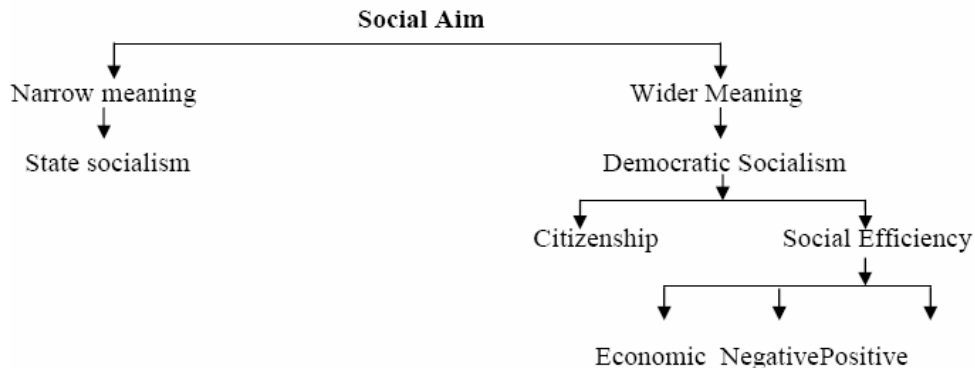 Social Aim
Narrow meaning Wider Meaning
State socialism Democratic Socialism
Citizenship Social Efficiency
Economic NegativePositive